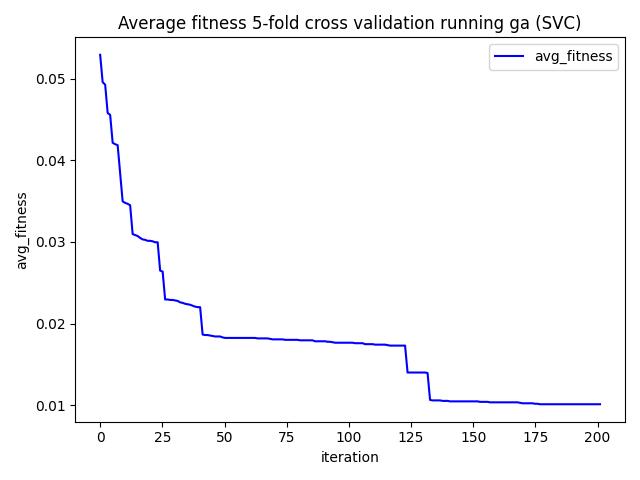 Average fitness 5-fold cross validation running ga (SVC)
avg_fitness
0.05
0.04
0.03
0.02
0.01
avg_fitness
0 25 50 75 100 125 150 175 200
iteration